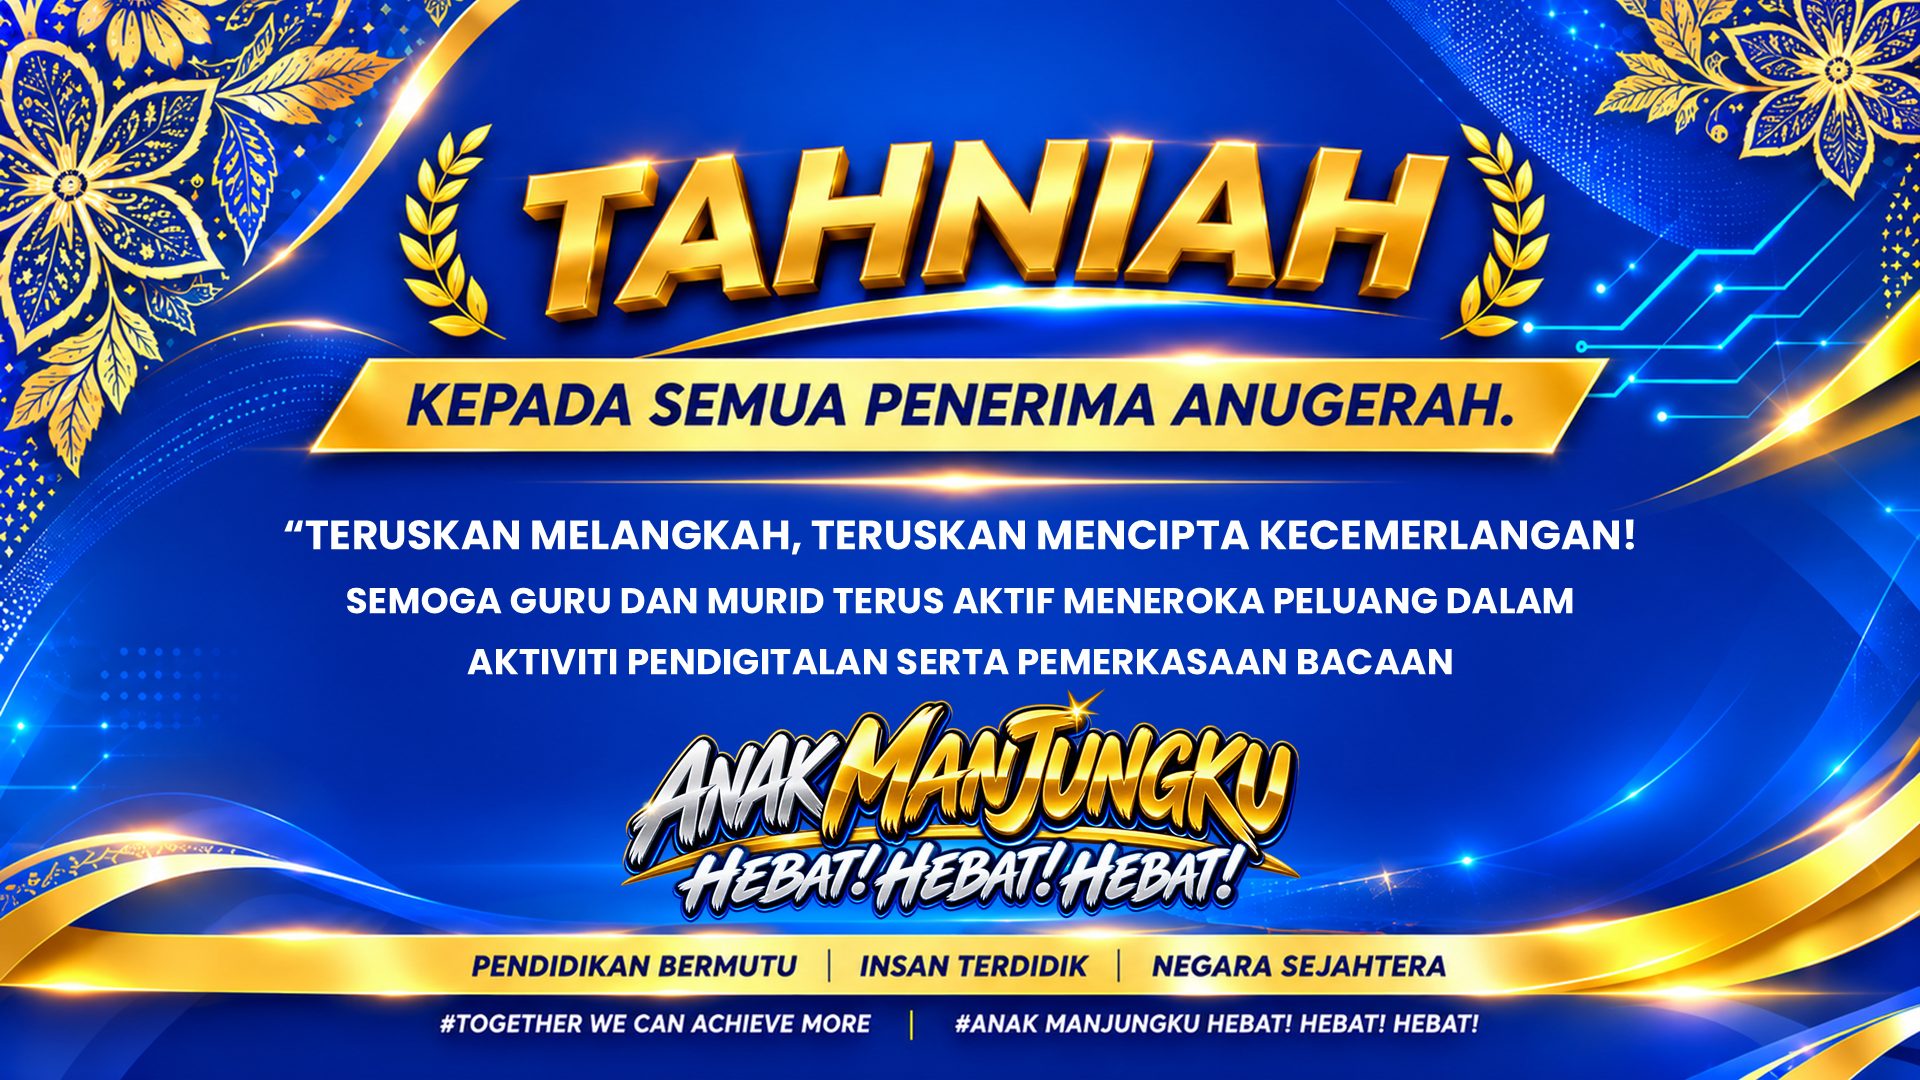 TAHNIAH
KEPADA SEMUA PENERIMA ANUGERAH.
“TERUSKAN MELANGKAH, TERUSKAN MENCIPTA KECEMERLANGAN!
SEMOGA GURU DAN MURID TERUS AKTIF MENEROKA PELUANG DALAM
AKTIVITI PENDIGITALAN SERTA PEMERKASAAN BACAAN
ANAK MANJUNGKU
HEBAT! HEBAT! HEBAT!
PENDIDIKAN BERMUTU | INSAN TERDIDIK | NEGARA SEJAHTERA
#TOGETHER WE CAN ACHIEVE MORE | #ANAK MANJUNGKU HEBAT! HEBAT! HEBAT!